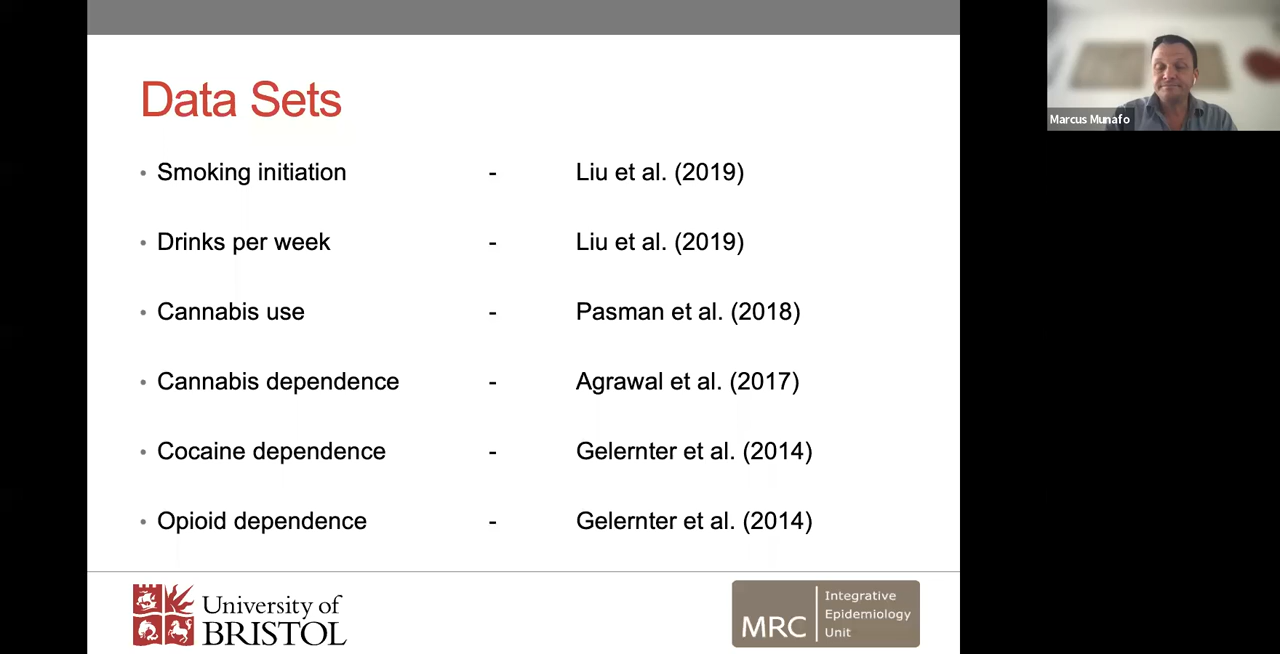 Data Sets
• Smoking initiation - Liu et al. (2019)
• Drinks per week - Liu et al. (2019)
• Cannabis use - Pasman et al. (2018)
• Cannabis dependence - Agrawal et al. (2017)
• Cocaine dependence - Gelernter et al. (2014)
• Opioid dependence - Gelernter et al. (2014)
University of
BRISTOL
MRC
Integrative
Epidemiology
Unit
Marcus Munafo